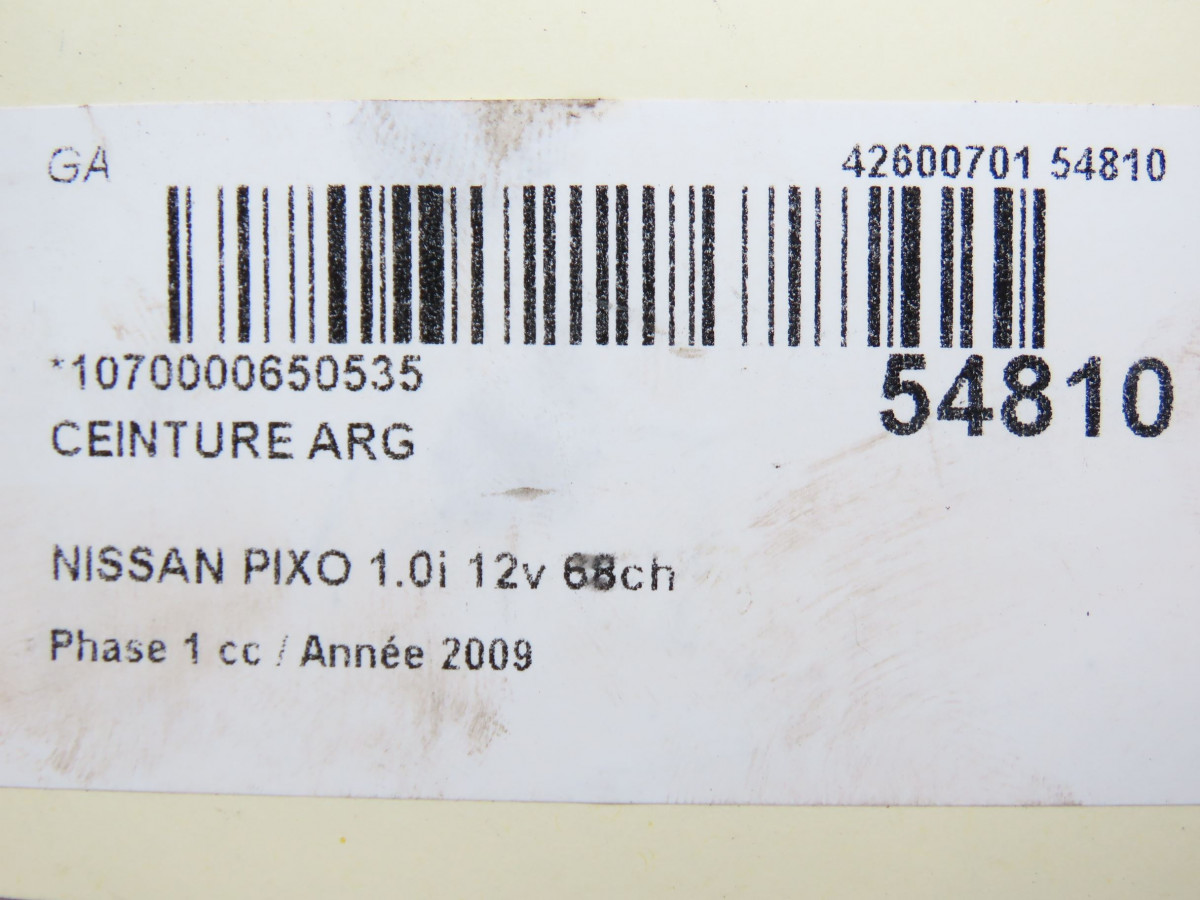 GA
42600701 54810
*1070000650535
54810
CEINTURE ARG
NISSAN PIXO 1.0i 12v 68ch
Phase 1 cc / Année 2009